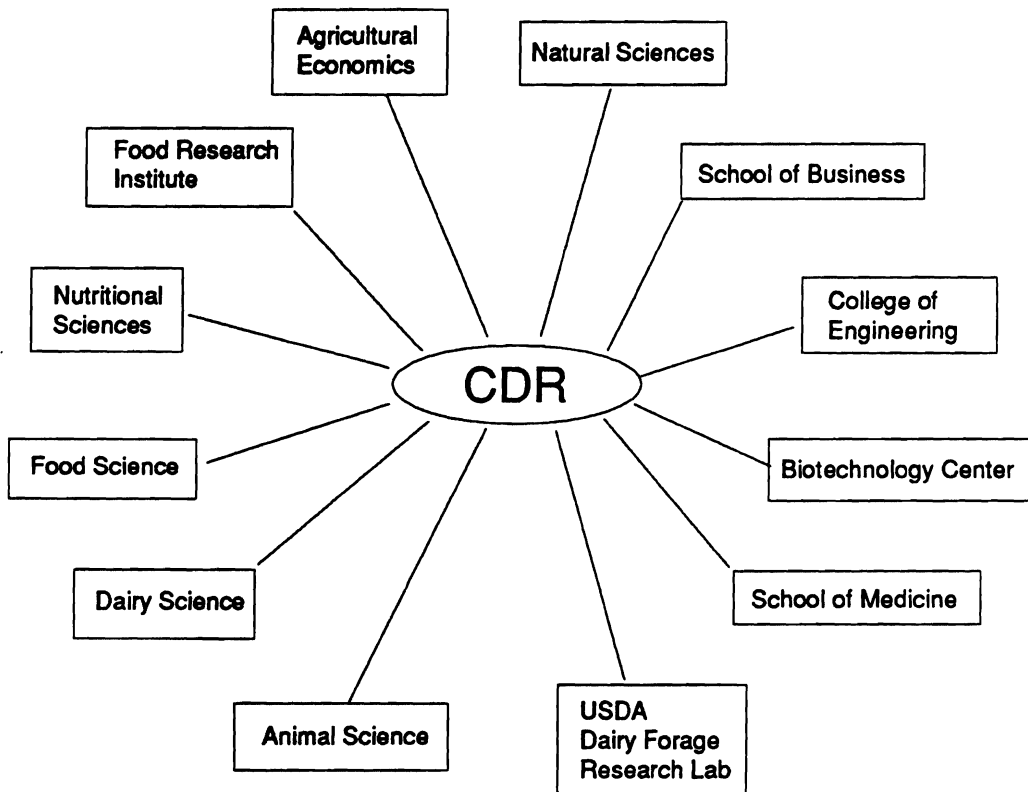 Agricultural
Economics
Natural Sciences
Food Research
Institute
School of Business
Nutritional
Sciences
College of
Engineering
CDR
Food Science
Biotechnology Center
Dairy Science
School of Medicine
Animal Science
USDA
Dairy Forage
Research Lab